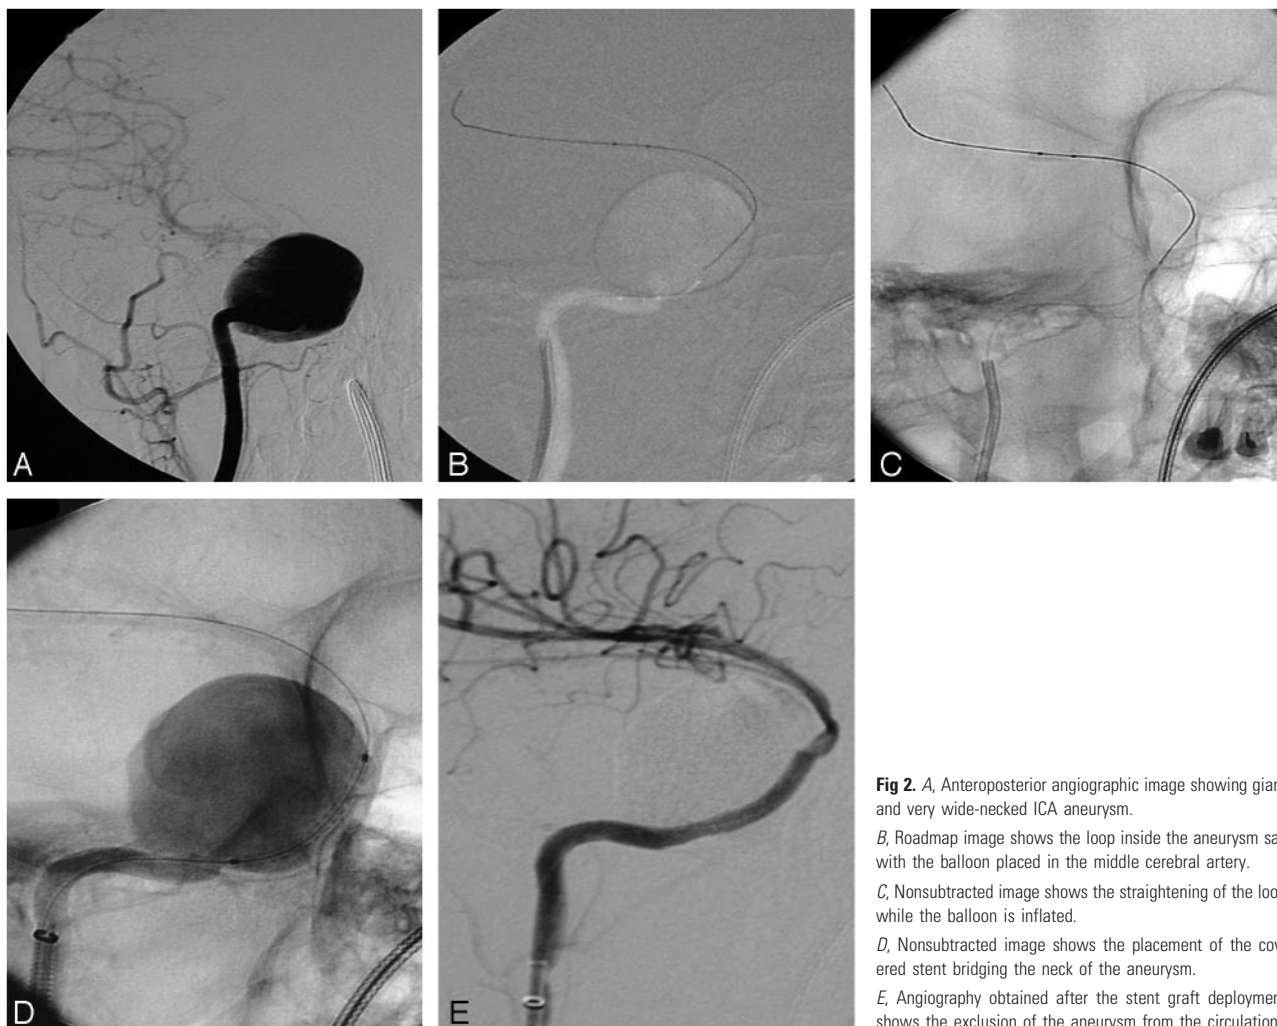 A
B
C
D
E
Fig 2. A, Anteroposterior angiographic image showing gian
and very wide-necked ICA aneurysm.
B, Roadmap image shows the loop inside the aneurysm sa
with the balloon placed in the middle cerebral artery.
C, Nonsubtracted image shows the straightening of the loo
while the balloon is inflated.
D, Nonsubtracted image shows the placement of the cov-
ered stent bridging the neck of the aneurysm.
E, Angiography obtained after the stent graft deploymen
shows the exclusion of the aneurysm from the circulation